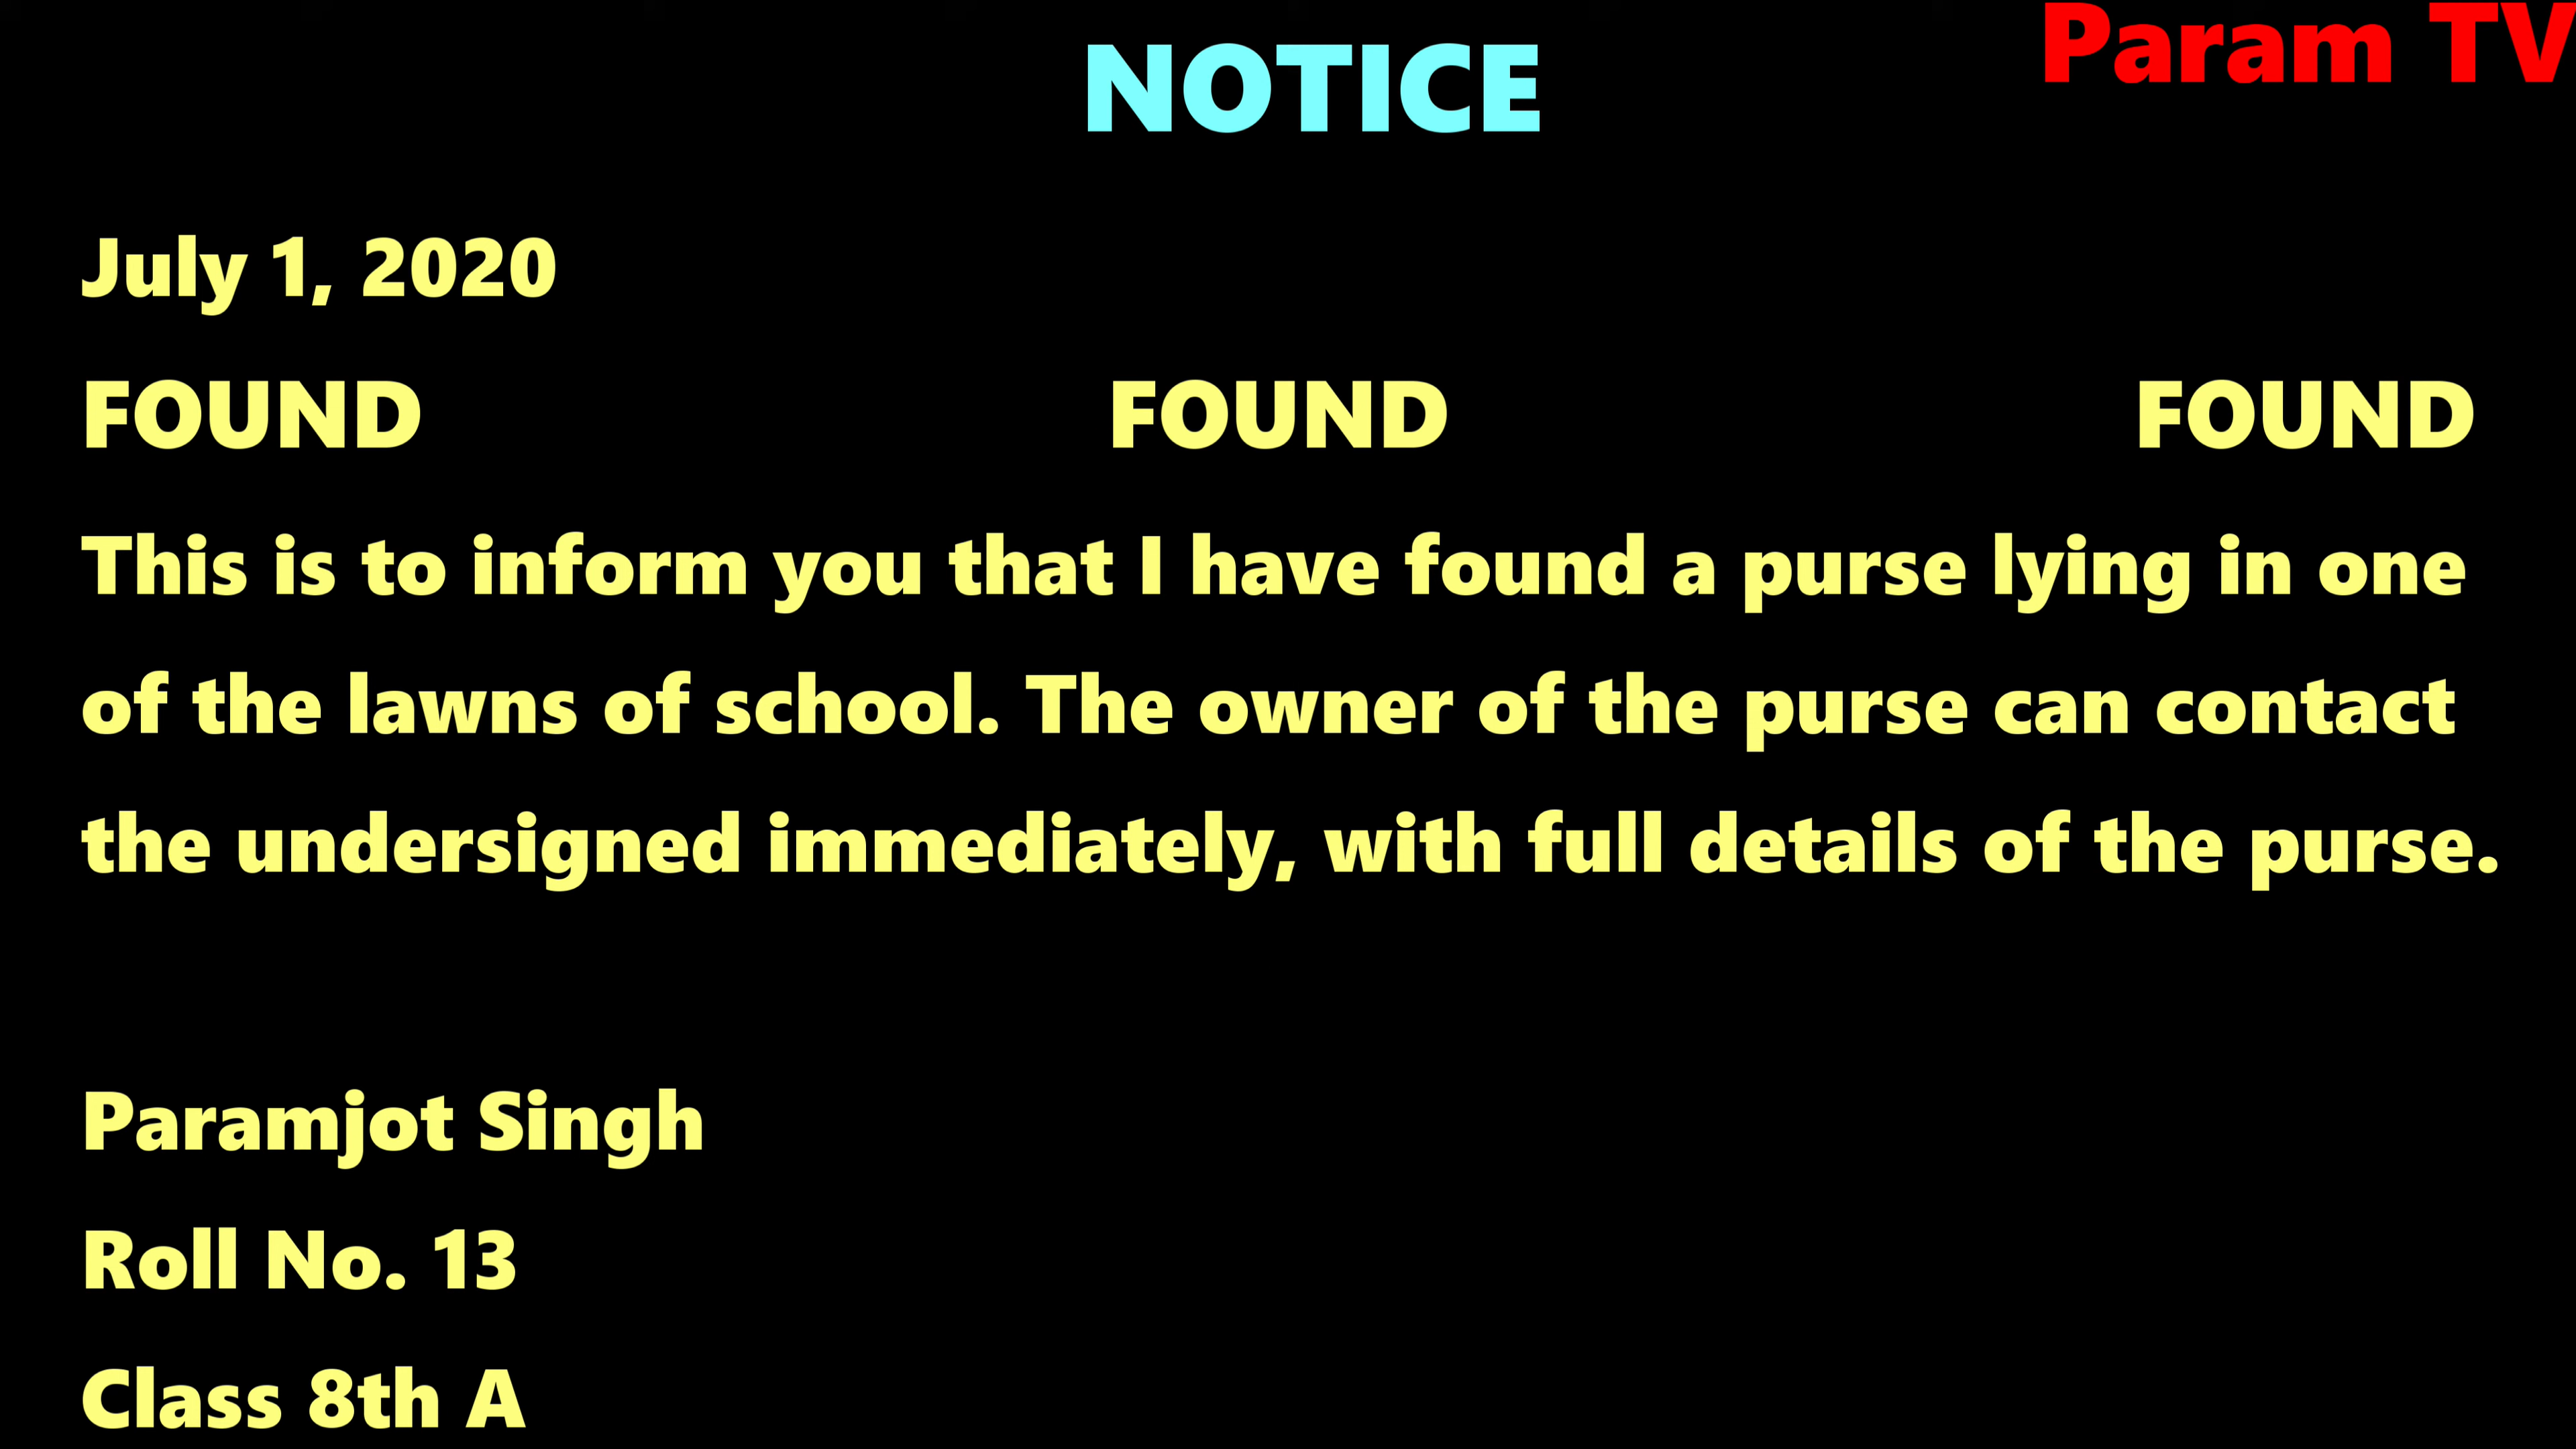 Param TV
NOTICE
July 1, 2020
FOUND FOUND FOUND
This is to inform you that I have found a purse lying in one
of the lawns of school. The owner of the purse can contact
the undersigned immediately, with full details of the purse.
Paramjot Singh
Roll No. 13
Class 8th A